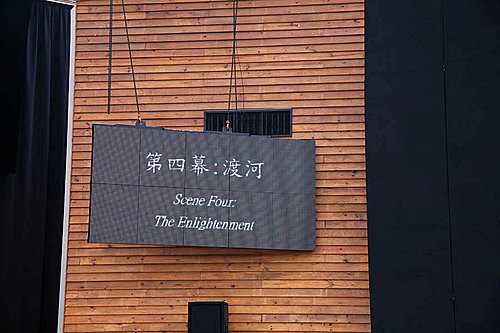 第四幕:渡河
Scene Four:
The Enlightenment